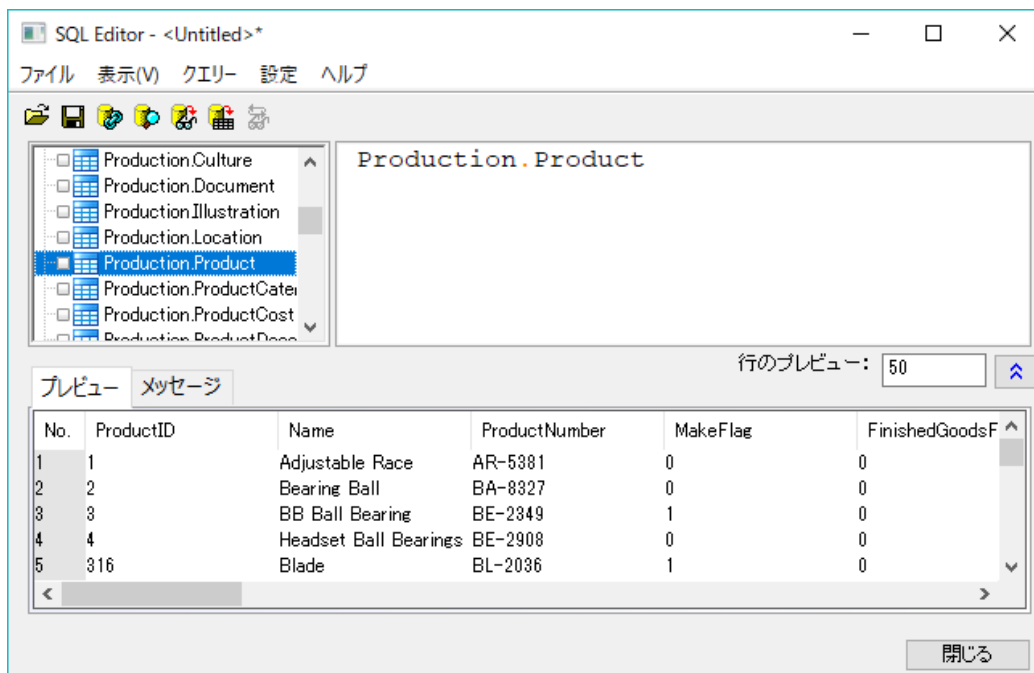 SQL Editor - <Untitled>*
ファイル 表示(V) クエリー 設定 ヘルプ
Production.Culture
Production.Document
Production.Illustration
Production.Location
Production.Product
Production.ProductCate
Production.ProductCost
Production.ProductDocu
Production.Product
行のプレビュー: 50
プレビュー メッセージ
No. ProductID Name ProductNumber MakeFlag FinishedGoodsF
1 1 Adjustable Race AR-5381 0 0
2 2 Bearing Ball BA-8327 0 0
3 3 BB Ball Bearing BE-2349 1 0
4 4 Headset Ball Bearings BE-2908 0 0
5 316 Blade BL-2036 1 0
閉じる